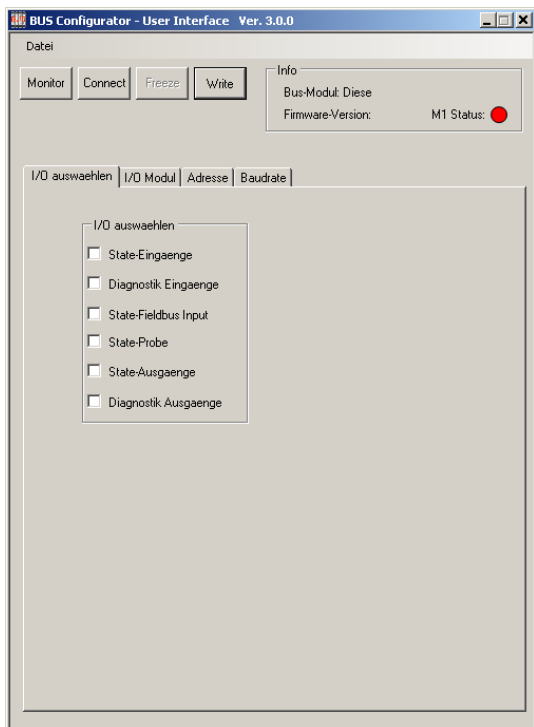 BUS Configurator - User Interface Ver. 3.0.0
Datei
Monitor Connect Freeze Write
Info
Bus-Modul: Diese
Firmware-Version: M1 Status:
I/O auswaehlen I/O Modul Adresse Baudrate
I/O auswaehlen
State-Eingaenge
Diagnostik Eingaenge
State-Fieldbus Input
State-Probe
State-Ausgaenge
Diagnostik Ausgaenge